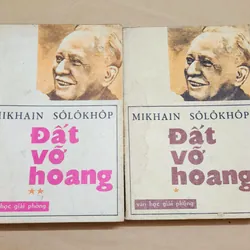 MIKHAIN SÔLÔKHÔP
Đất
vỡ
hoang
**
văn học giải phóng
MIKHAIN SÔLÔKHÔP
Đất
vỡ
hoang
*
văn học giải phóng